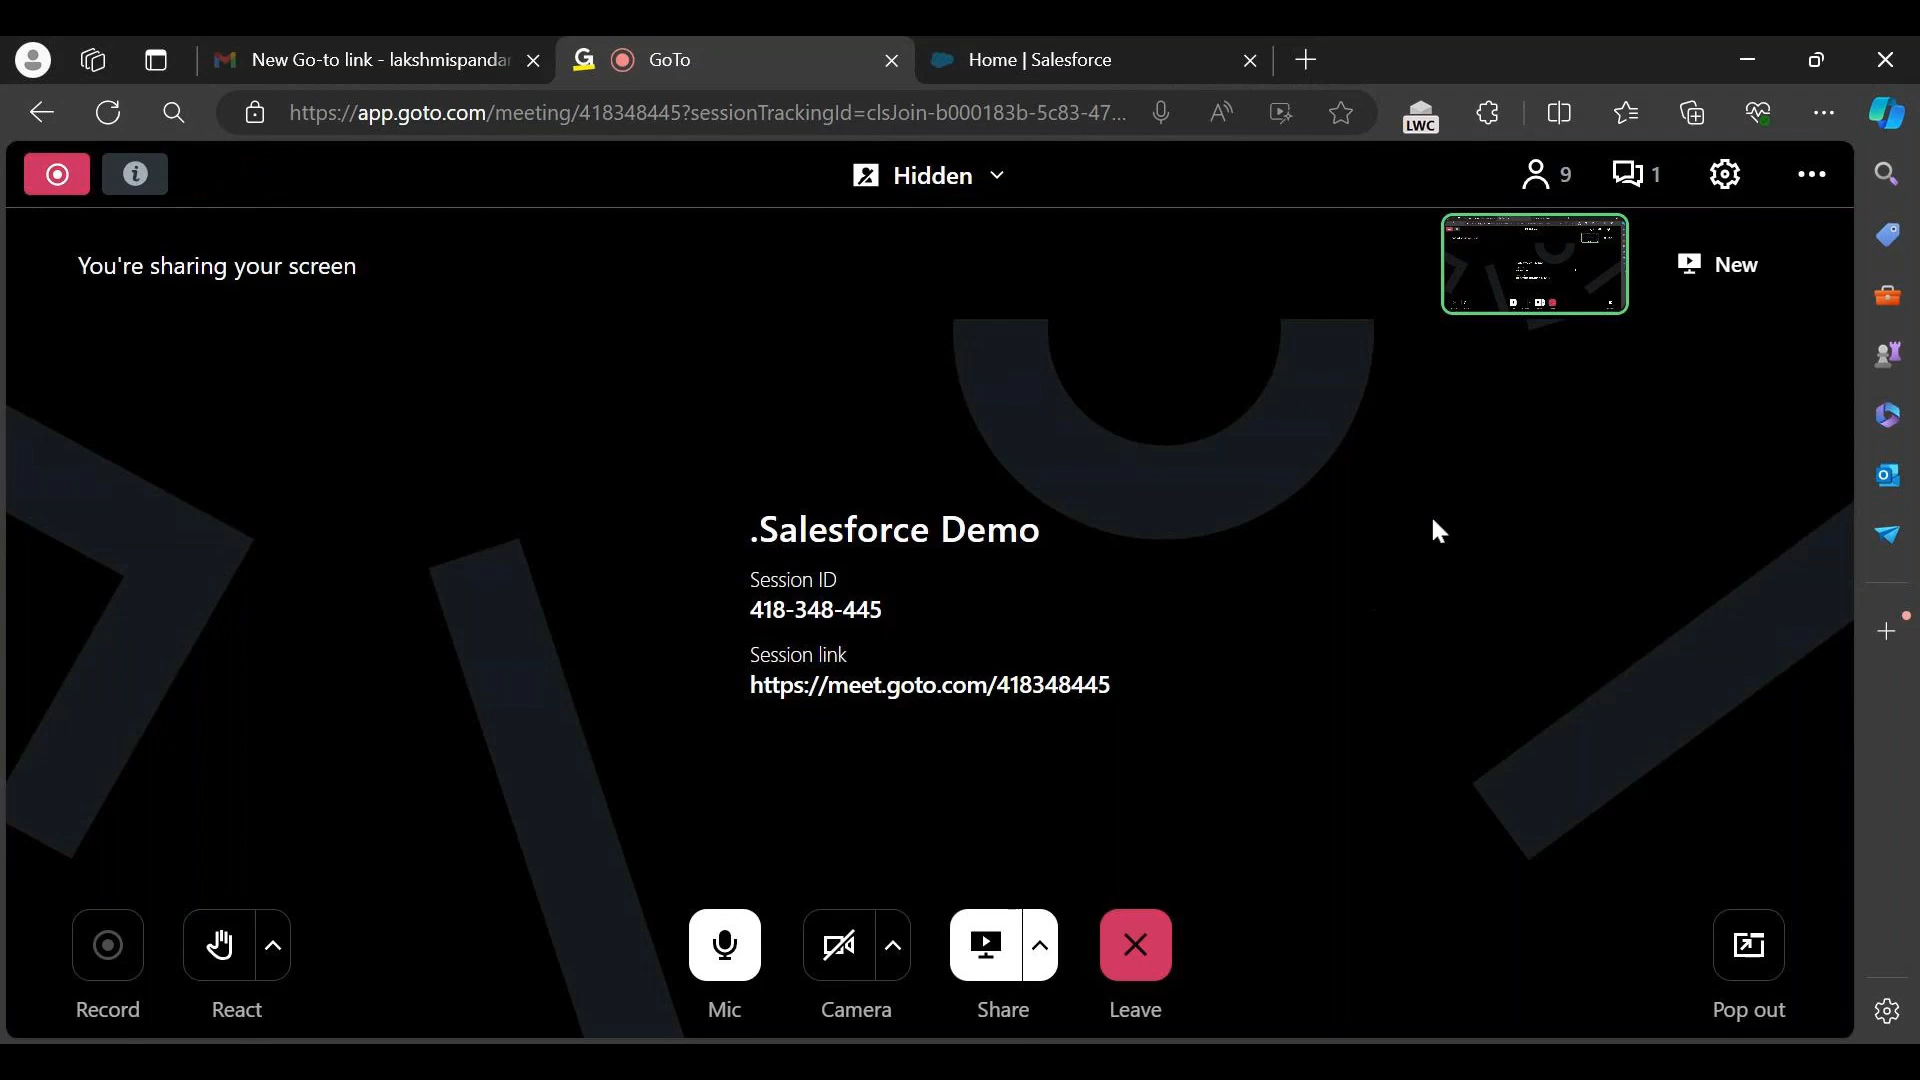 New Go-to link - lakshmispandar
GoTo
Home | Salesforce
https://app.goto.com/meeting/418348445?sessionTrackingId=clsJoin-b000183b-5c83-47...
LWC
Hidden
9
1
You're sharing your screen
New
.Salesforce Demo
Session ID
418-348-445
Session link
https://meet.goto.com/418348445
Record
React
Mic
Camera
Share
Leave
Pop out